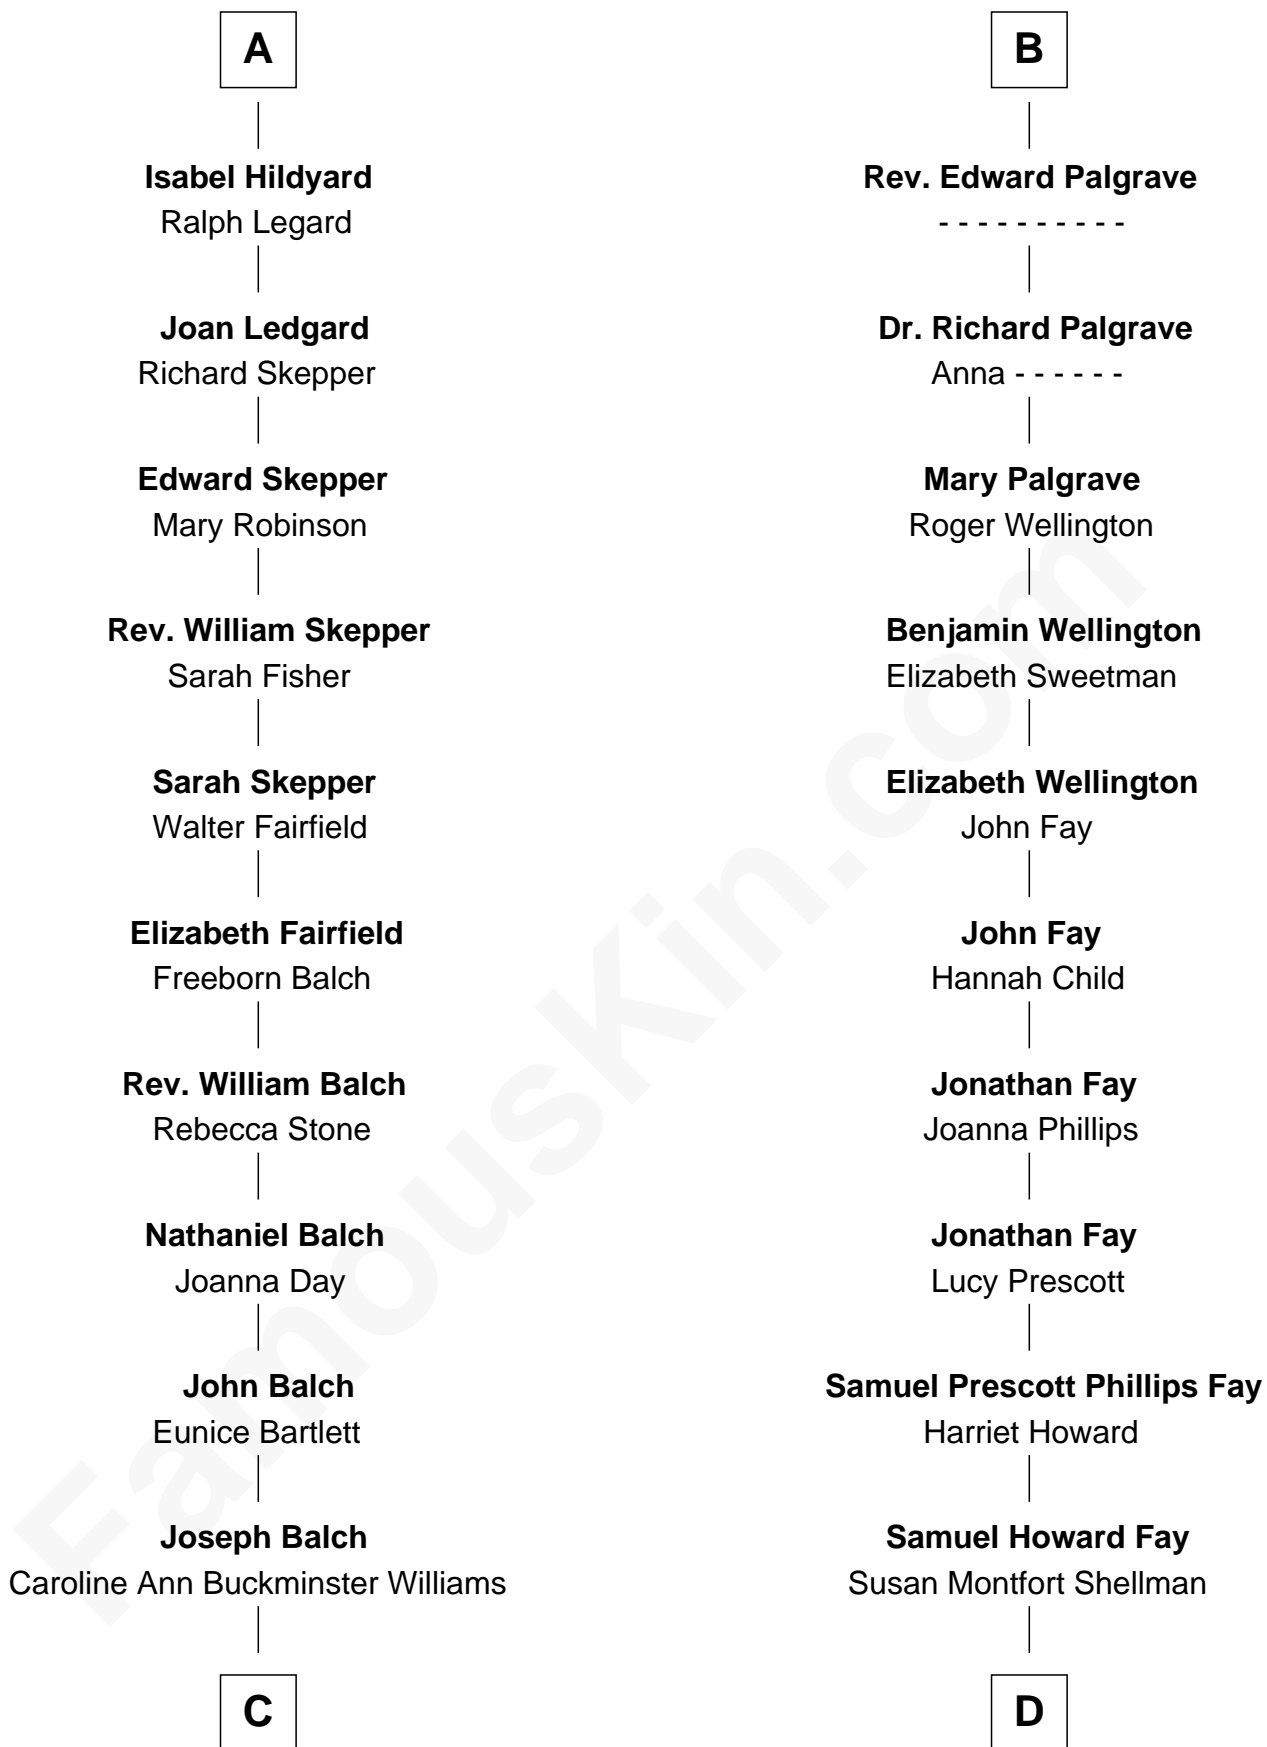 A
Isabel Hildyard
Ralph Legard
Joan Ledgard
Richard Skepper
Edward Skepper
Mary Robinson
Rev. William Skepper
Sarah Fisher
Sarah Skepper
Walter Fairfield
Elizabeth Fairfield
Freeborn Balch
Rev. William Balch
Rebecca Stone
Nathaniel Balch
Joanna Day
John Balch
Eunice Bartlett
Joseph Balch
Caroline Ann Buckminster Williams
C
B
Rev. Edward Palgrave
- - - - - - - - - -
Dr. Richard Palgrave
Anna - - - - - -
Mary Palgrave
Roger Wellington
Benjamin Wellington
Elizabeth Sweetman
Elizabeth Wellington
John Fay
John Fay
Hannah Child
Jonathan Fay
Joanna Phillips
Jonathan Fay
Lucy Prescott
Samuel Prescott Phillips Fay
Harriet Howard
Samuel Howard Fay
Susan Montfort Shellman
D
FamousKin.com